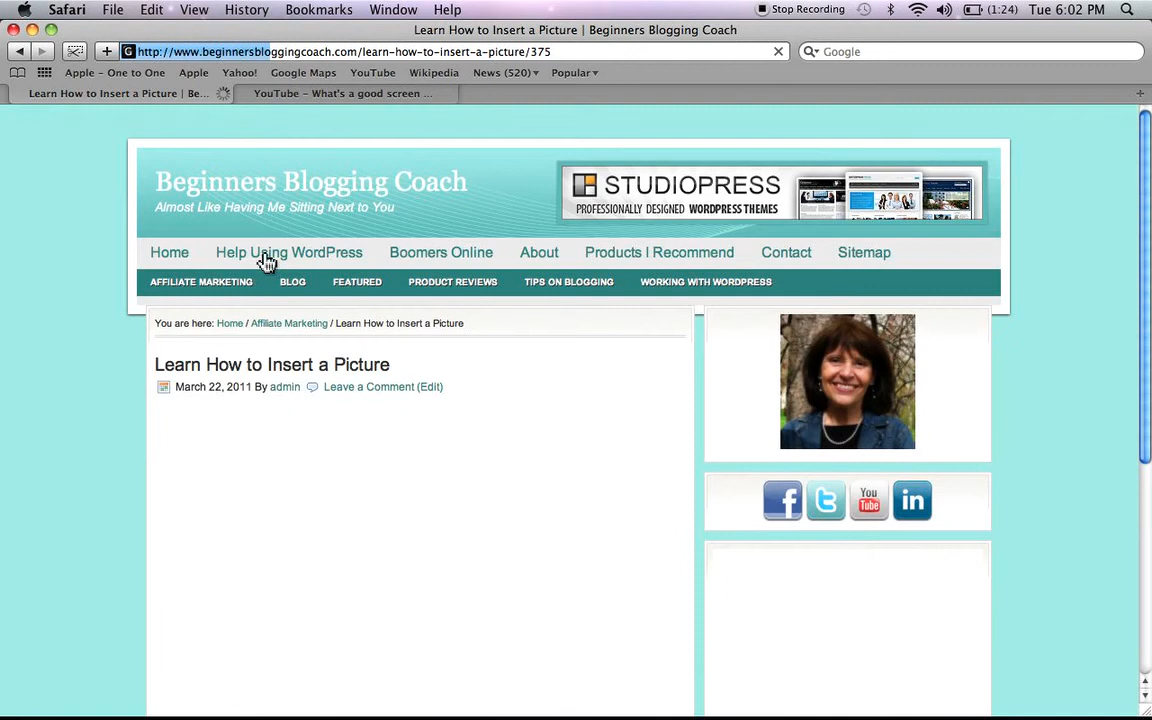 Safari File Edit View History Bookmarks Window Help Stop Recording (1:24) Tue 6:02 PM
Learn How to Insert a Picture | Beginners Blogging Coach
http://www.beginnersbloggingcoach.com/learn-how-to-insert-a-picture/375 Google
Apple – One to One Apple Yahoo! Google Maps YouTube Wikipedia News (520) Popular
Learn How to Insert a Picture | Be... YouTube – What's a good screen ...
Beginners Blogging Coach
Almost Like Having Me Sitting Next to You
STUDIOPRESS
PROFESSIONALLY DESIGNED WORDPRESS THEMES
Home Help Using WordPress Boomers Online About Products I Recommend Contact Sitemap
AFFILIATE MARKETING BLOG FEATURED PRODUCT REVIEWS TIPS ON BLOGGING WORKING WITH WORDPRESS
You are here: Home / Affiliate Marketing / Learn How to Insert a Picture
Learn How to Insert a Picture
March 22, 2011 By admin Leave a Comment (Edit)
f t You Tube in